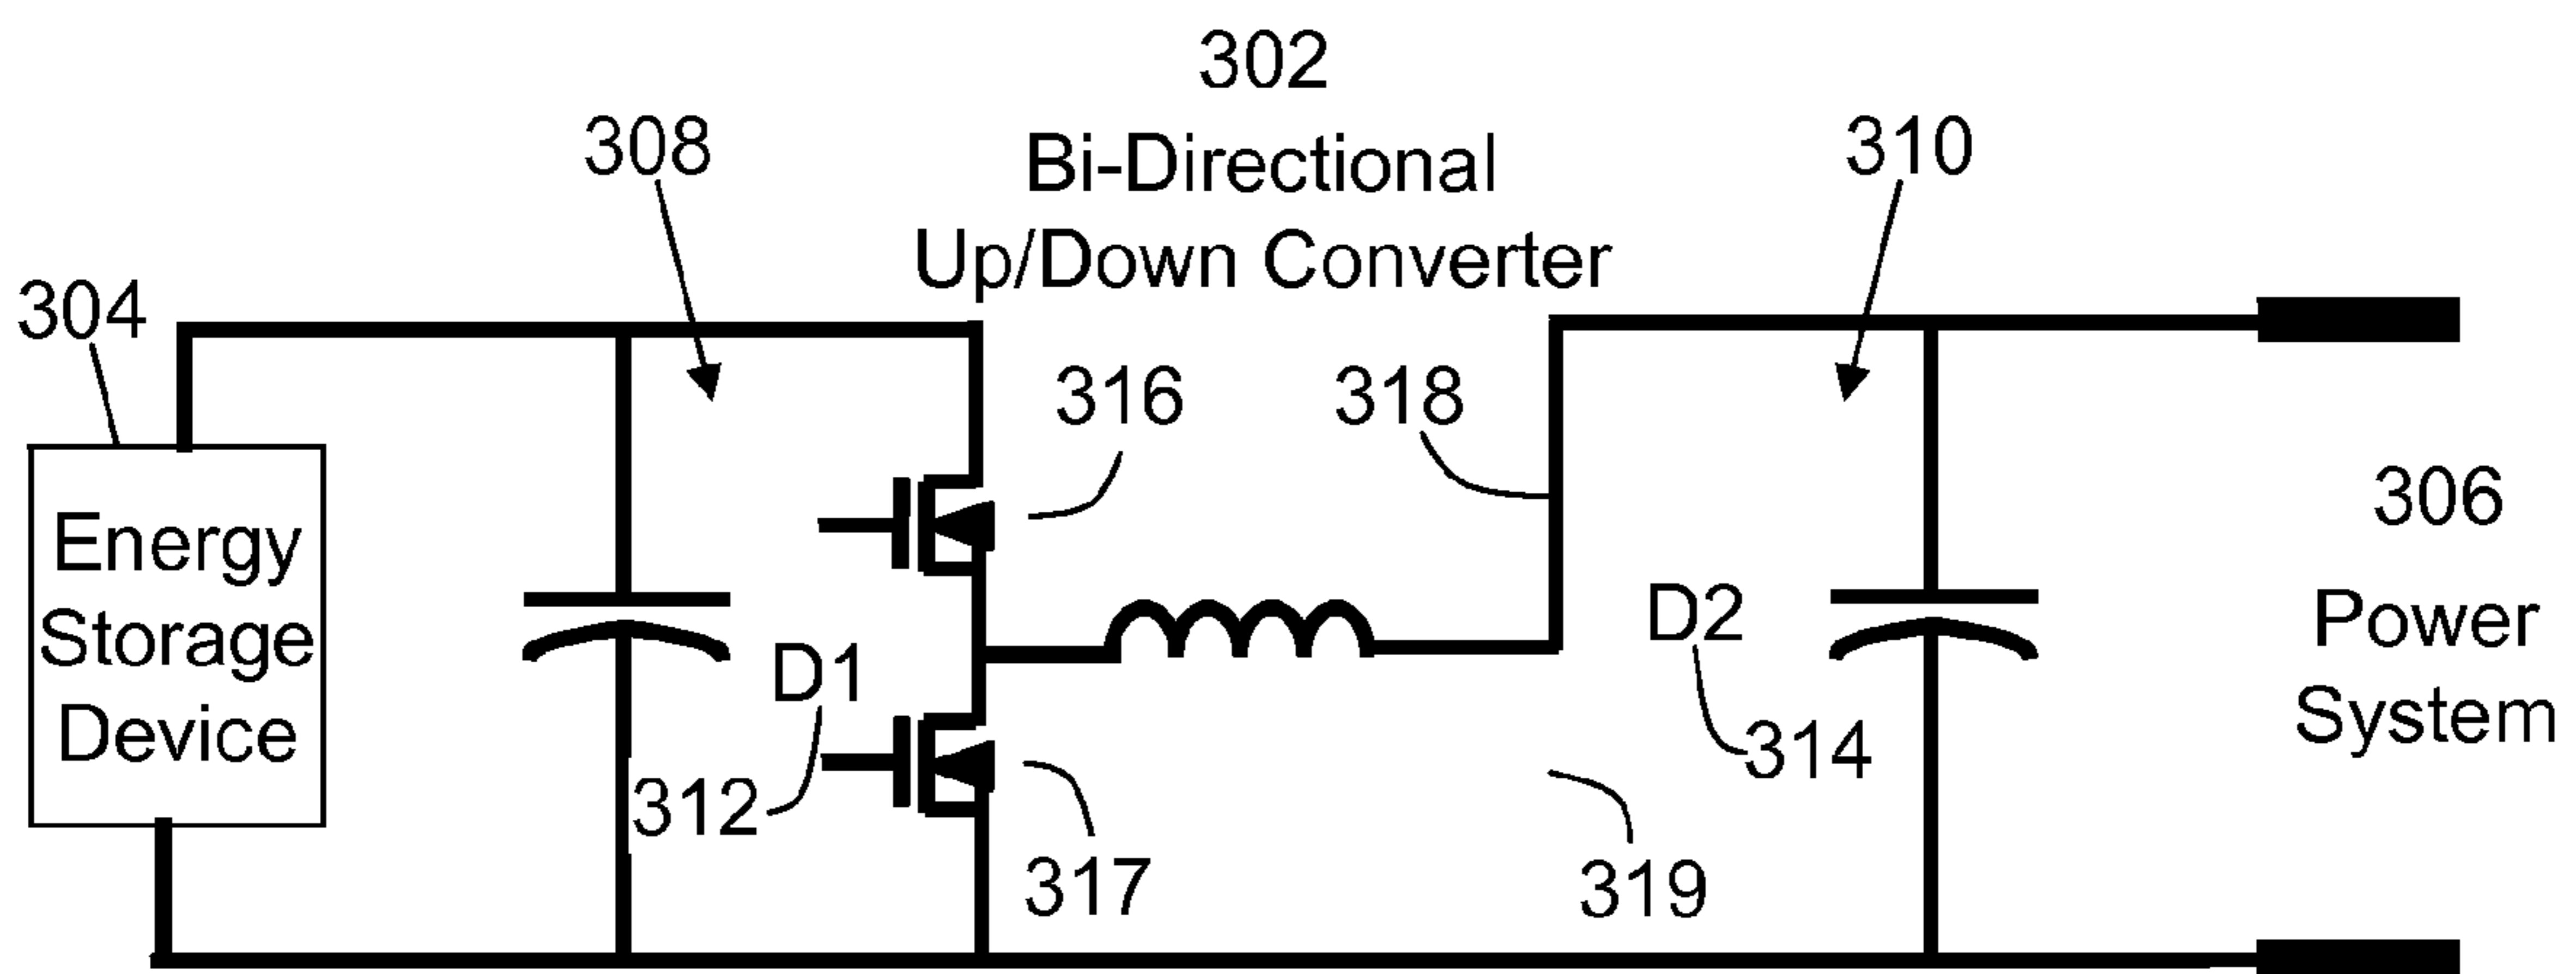 302
Bi-Directional
Up/Down Converter
308
310
304
316
318
306
Power
System
Energy
Storage
Device
D1
312
D2
314
317
319